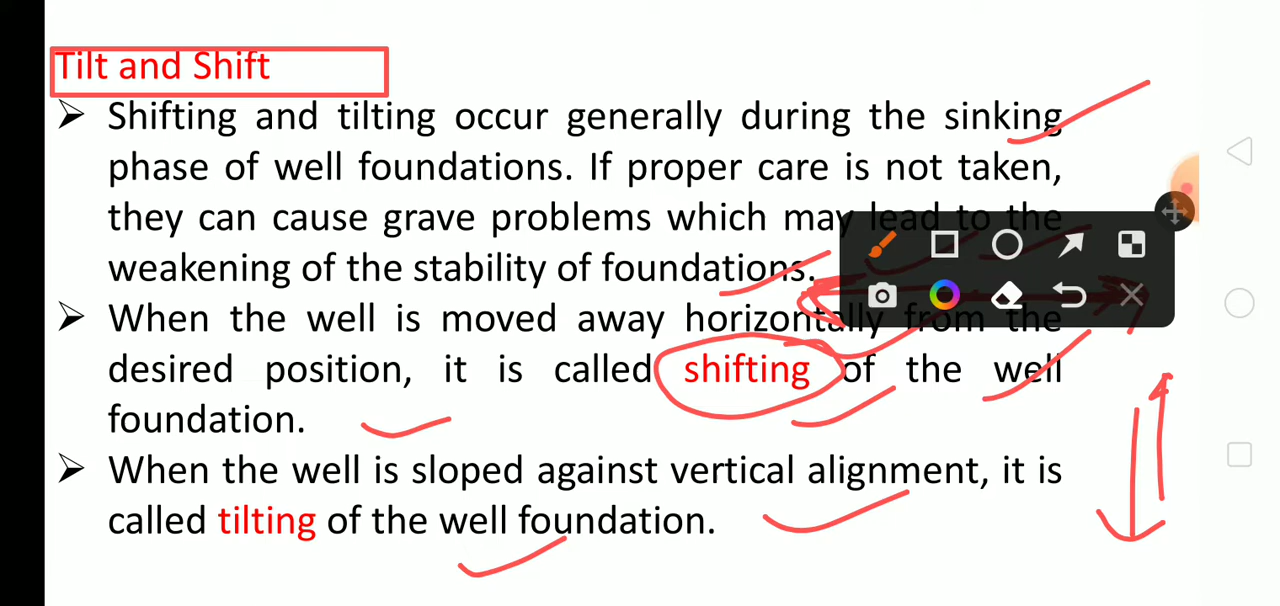 Tilt and Shift
➢ Shifting and tilting occur generally during the sinking
phase of well foundations. If proper care is not taken,
they can cause grave problems which may lead to the
weakening of the stability of foundations.
➢ When the well is moved away horizontally from the
desired position, it is called shifting of the well
foundation.
➢ When the well is sloped against vertical alignment, it is
called tilting of the well foundation.